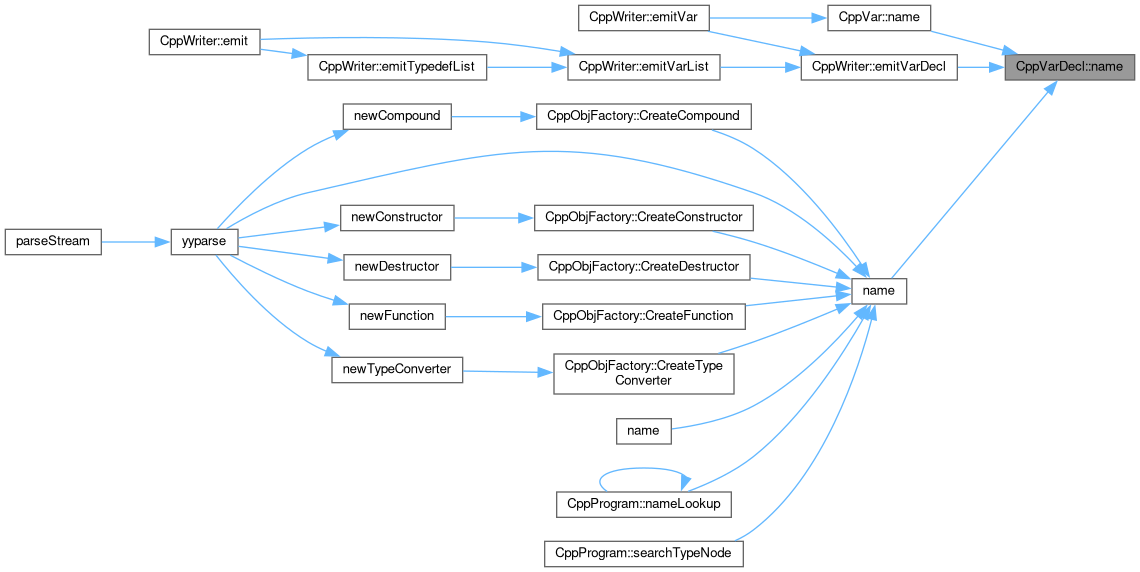 CppWriter::emitVar
CppVar::name
CppWriter::emit
CppWriter::emitTypedefList
CppWriter::emitVarList
CppWriter::emitVarDecl
CppVarDecl::name
newCompound
CppObjFactory::CreateCompound
newConstructor
CppObjFactory::CreateConstructor
parseStream
yyparse
newDestructor
CppObjFactory::CreateDestructor
name
newFunction
CppObjFactory::CreateFunction
newTypeConverter
CppObjFactory::CreateType
Converter
name
CppProgram::nameLookup
CppProgram::searchTypeNode